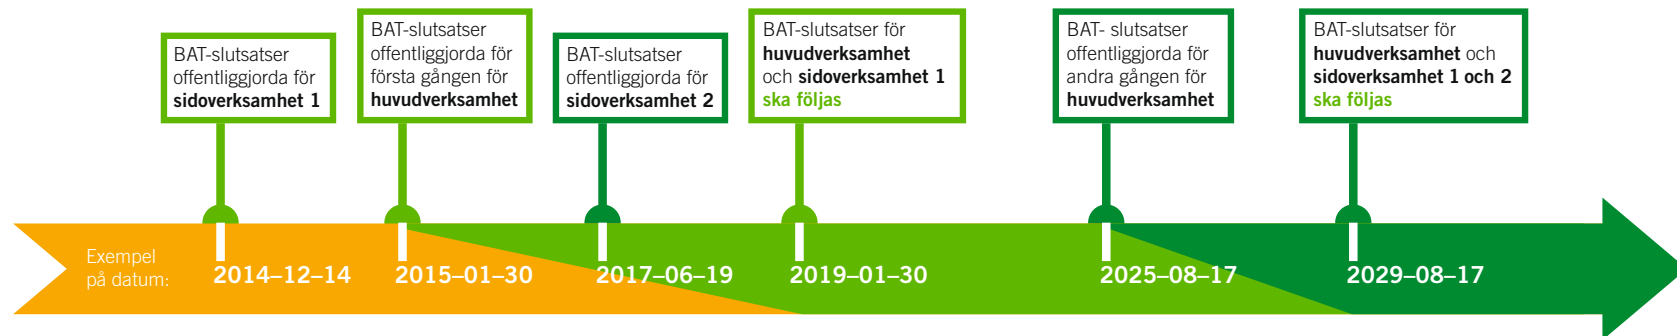 BAT-slutsatser
offentliggjorda för
sidoverksamhet 1
BAT-slutsatser
offentliggjorda för
första gången för
huvudverksamhet
BAT-slutsatser
offentliggjorda för
sidoverksamhet 2
BAT-slutsatser för
huvudverksamhet
och sidoverksamhet 1
ska följas
BAT- slutsatser
offentliggjorda för
andra gången för
huvudverksamhet
BAT-slutsatser för
huvudverksamhet och
sidoverksamhet 1 och 2
ska följas
Exempel
på datum:
2014–12–14
2015–01–30
2017–06–19
2019–01–30
2025–08–17
2029–08–17